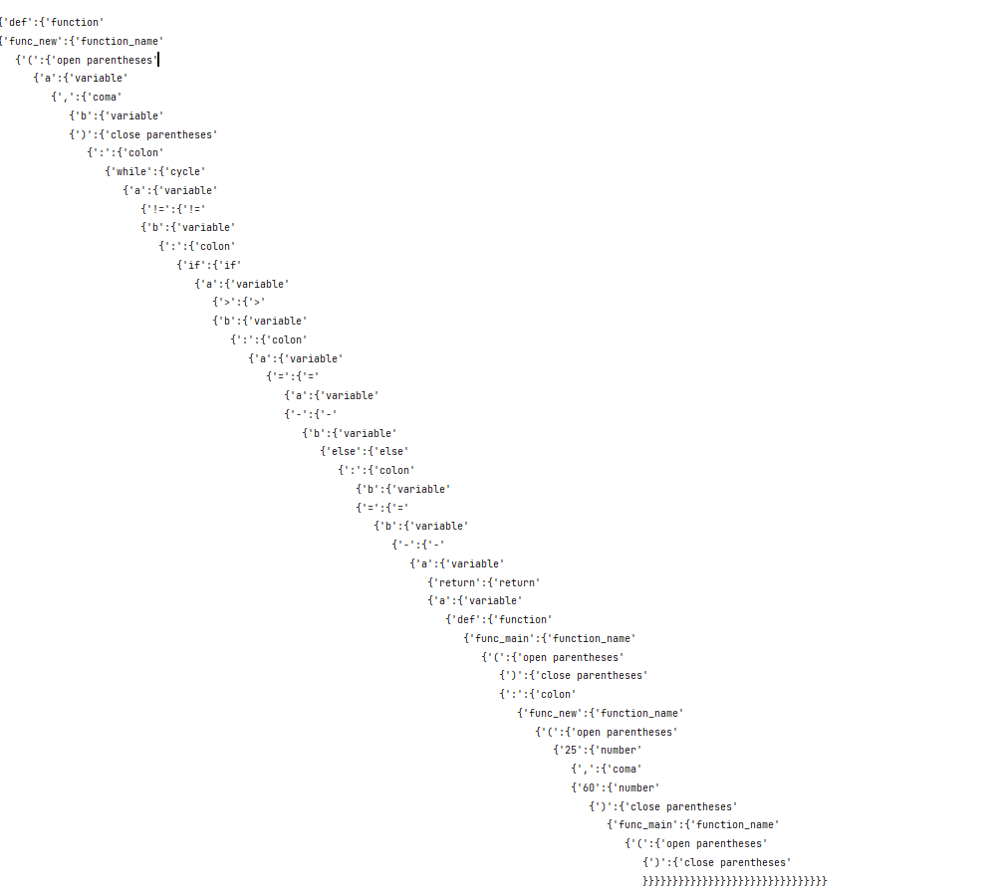 {'def':{'function'
{'func_new':{'function_name'
{'(':{'open parentheses'
{'a':{'variable'
{',':{'coma'
{'b':{'variable'
{')':{'close parentheses'
{':':{'colon'
{'while':{'cycle'
{'a':{'variable'
{'!=':{'!='
{'b':{'variable'
{':':{'colon'
{'if':{'if'
{'a':{'variable'
{'>':{'>'
{'b':{'variable'
{':':{'colon'
{'a':{'variable'
{'=':{'='
{'a':{'variable'
{'-':{'-'
{'b':{'variable'
{'else':{'else'
{':':{'colon'
{'b':{'variable'
{'=':{'='
{'b':{'variable'
{'-':{'-'
{'a':{'variable'
{'return':{'return'
{'a':{'variable'
{'def':{'function'
{'func_main':{'function_name'
{'(':{'open parentheses'
{')':{'close parentheses'
{':':{'colon'
{'func_new':{'function_name'
{'(':{'open parentheses'
{'25':{'number'
{',':{'coma'
{'60':{'number'
{')':{'close parentheses'
{'func_main':{'function_name'
{'(':{'open parentheses'
{')':{'close parentheses'
}}}}}}}}}}}}}}}}}}}}}}}}}}}}}}}